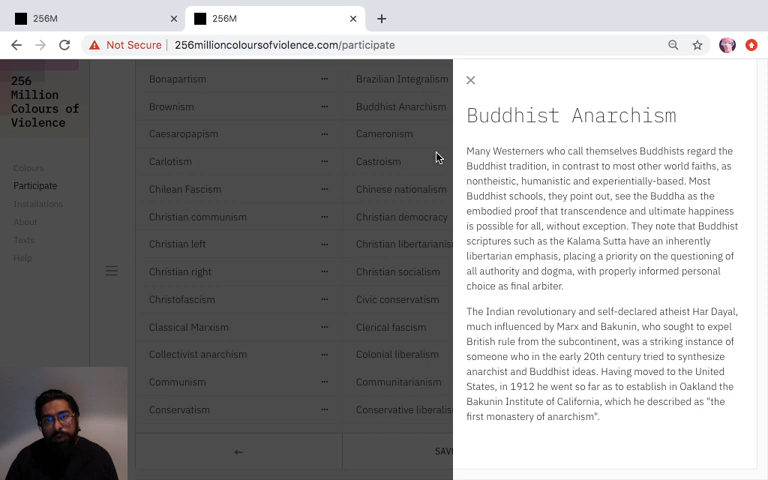 256M
256M
Not Secure
256millioncoloursofviolence.com/participate
256
Million
Colours of
Violence
Colours
Participate
Installations
About
Texts
Help
Bonapartism
Brazilian Integralism
Brownism
Buddhist Anarchism
Caesaropapism
Cameronism
Carlotism
Castroism
Chilean Fascism
Chinese nationalism
Christian communism
Christian democracy
Christian left
Christian libertarianis
Christian right
Christian socialism
Christofascism
Civic conservatism
Classical Marxism
Clerical fascism
Collectivist anarchism
Colonial liberalism
Communism
Communitarianism
Conservatism
Conservative liberalis
←
SAV
Buddhist Anarchism
Many Westerners who call themselves Buddhists regard the
Buddhist tradition, in contrast to most other world faiths, as
nontheistic, humanistic and experientially-based. Most
Buddhist schools, they point out, see the Buddha as the
embodied proof that transcendence and ultimate happiness
is possible for all, without exception. They note that Buddhist
scriptures such as the Kalama Sutta have an inherently
libertarian emphasis, placing a priority on the questioning of
all authority and dogma, with properly informed personal
choice as final arbiter.
The Indian revolutionary and self-declared atheist Har Dayal,
much influenced by Marx and Bakunin, who sought to expel
British rule from the subcontinent, was a striking instance of
someone who in the early 20th century tried to synthesize
anarchist and Buddhist ideas. Having moved to the United
States, in 1912 he went so far as to establish in Oakland the
Bakunin Institute of California, which he described as "the
first monastery of anarchism".